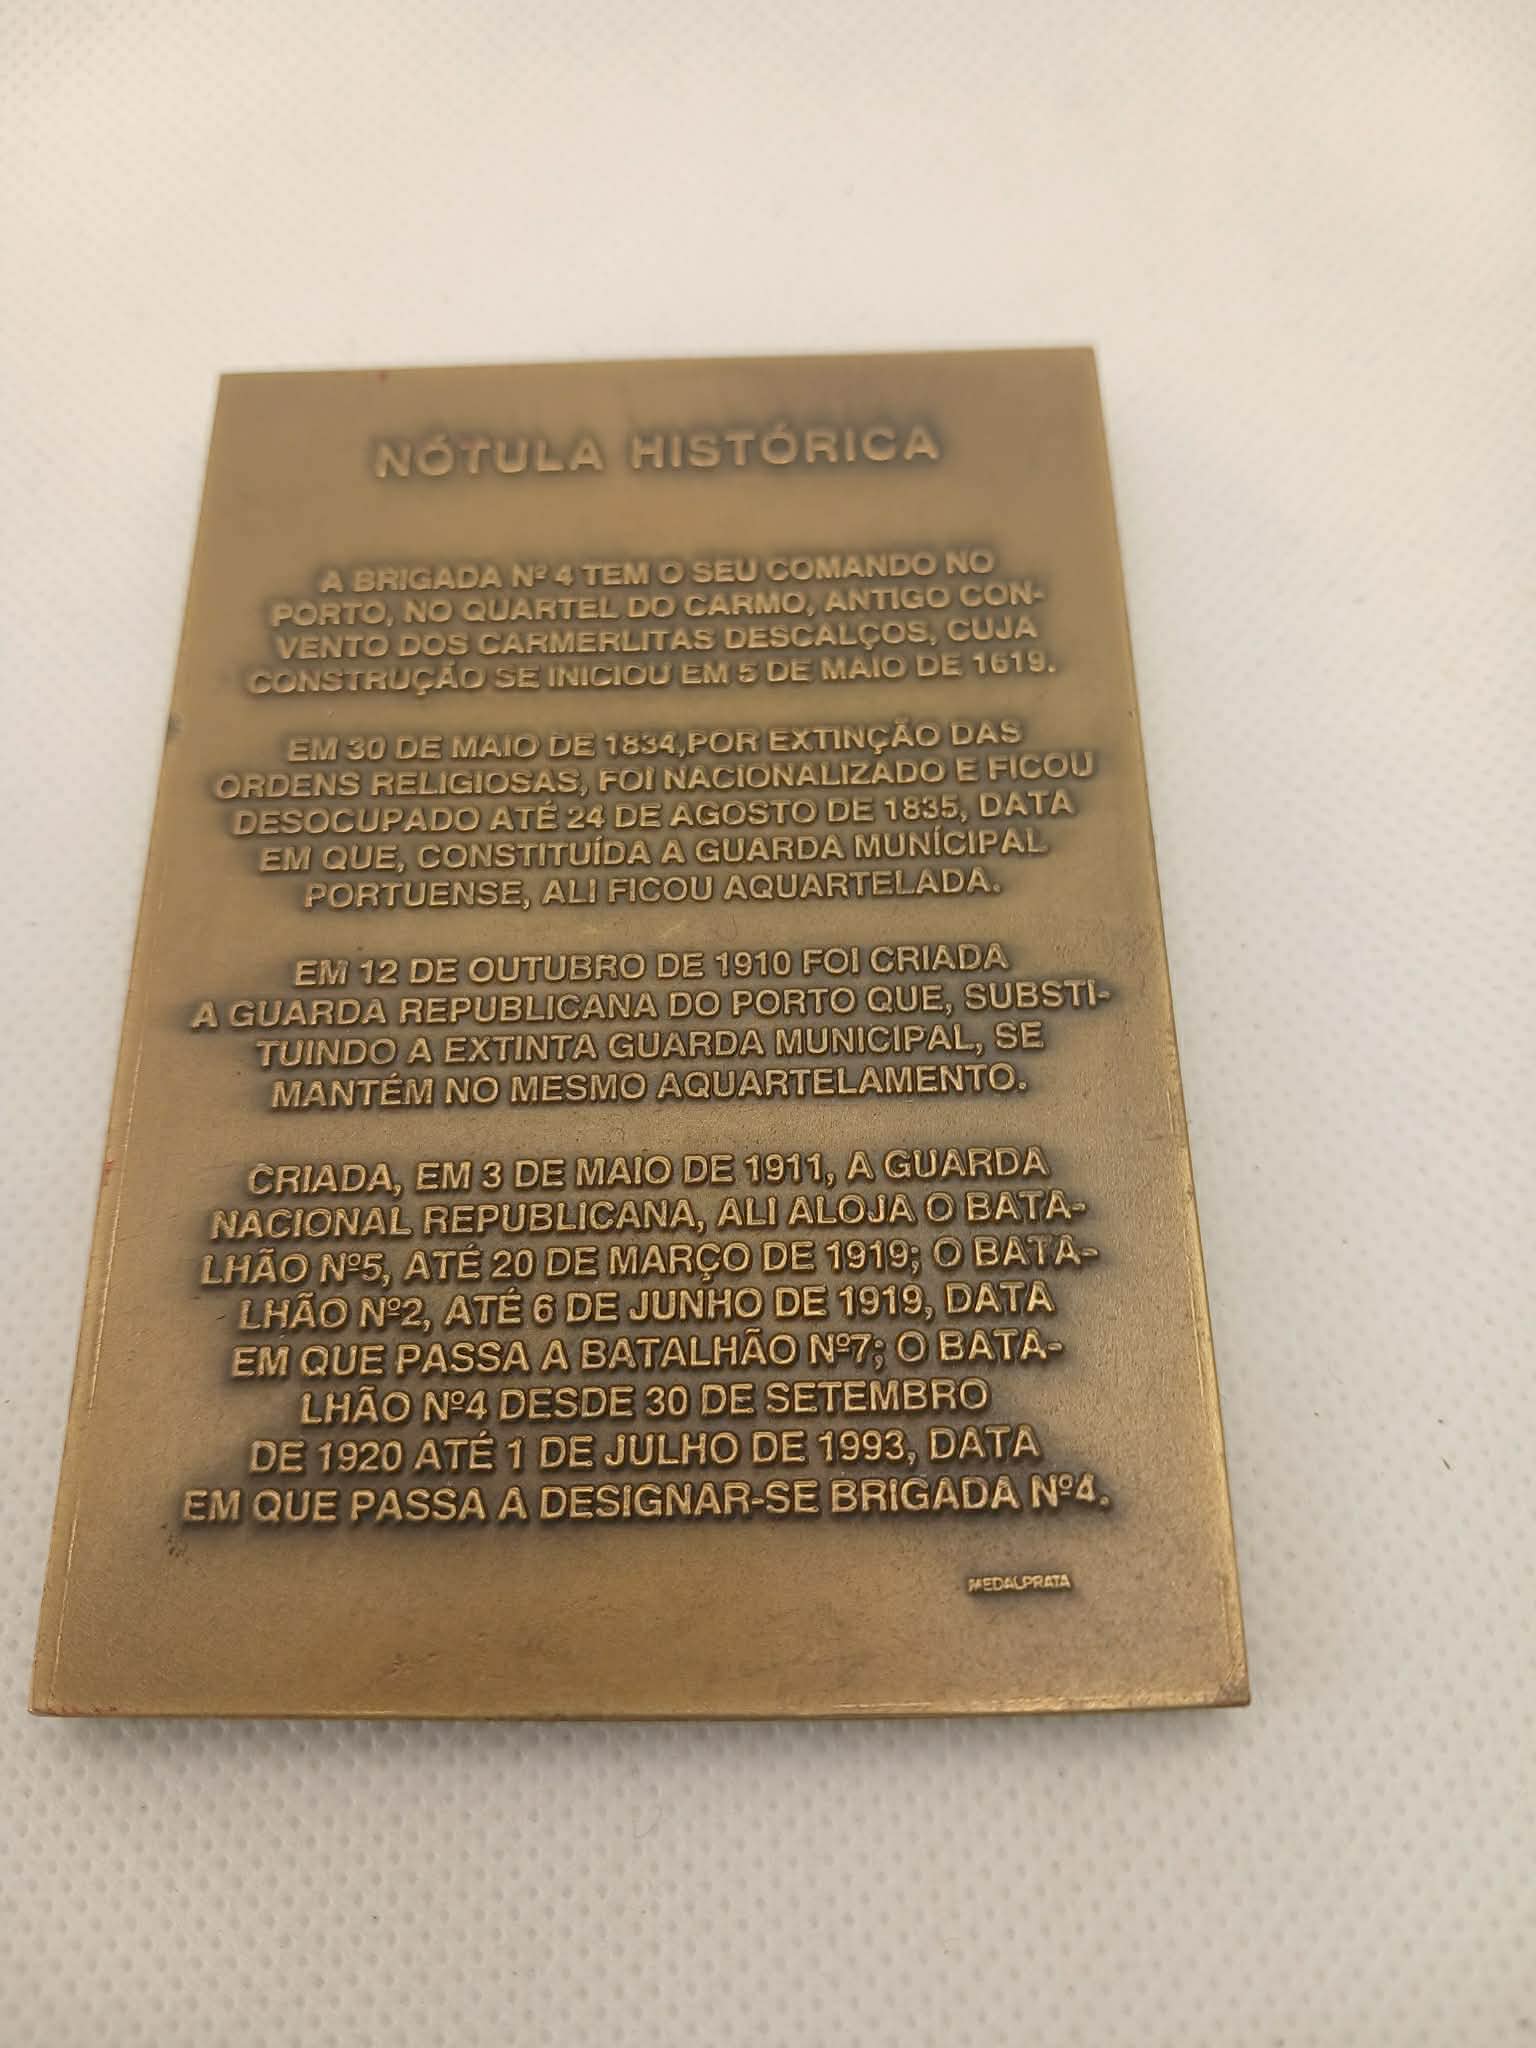 NÓTULA HISTÓRICA
A BRIGADA Nº 4 TEM O SEU COMANDO NO
PORTO, NO QUARTEL DO CARMO, ANTIGO CON-
VENTO DOS CARMERLITAS DESCALÇOS, CUJA
CONSTRUÇÃO SE INICIOU EM 5 DE MAIO DE 1619.
EM 30 DE MAIO DE 1834,POR EXTINÇÃO DAS
ORDENS RELIGIOSAS, FOI NACIONALIZADO E FICOU
DESOCUPADO ATÉ 24 DE AGOSTO DE 1835, DATA
EM QUE, CONSTITUÍDA A GUARDA MUNÍCIPAL
PORTUENSE, ALI FICOU AQUARTELADA.
EM 12 DE OUTUBRO DE 1910 FOI CRIADA
A GUARDA REPUBLICANA DO PORTO QUE, SUBSTI-
TUINDO A EXTINTA GUARDA MUNICIPAL, SE
MANTÉM NO MESMO AQUARTELAMENTO.
CRIADA, EM 3 DE MAIO DE 1911, A GUARDA
NACIONAL REPUBLICANA, ALI ALOJA O BATA-
LHÃO Nº5, ATÉ 20 DE MARÇO DE 1919; O BATA-
LHÃO Nº2, ATÉ 6 DE JUNHO DE 1919, DATA
EM QUE PASSA A BATALHÃO Nº7; O BATA-
LHÃO Nº4 DESDE 30 DE SETEMBRO
DE 1920 ATÉ 1 DE JULHO DE 1993, DATA
EM QUE PASSA A DESIGNAR-SE BRIGADA Nº4.
MEDALPRATA